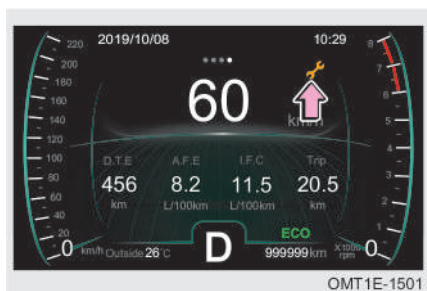 2019/10/08 10:29
220
200
180
160
140
120
100
80
60
40
20
0 km/h
60
km/h
D.T.E A.F.E I.F.C Trip
456 8.2 11.5 20.5
km L/100km L/100km km
ECO
Outside 26°C D 999999km
8
7
6
5
4
3
2
1
0
X1000
rpm
OMT1E-1501